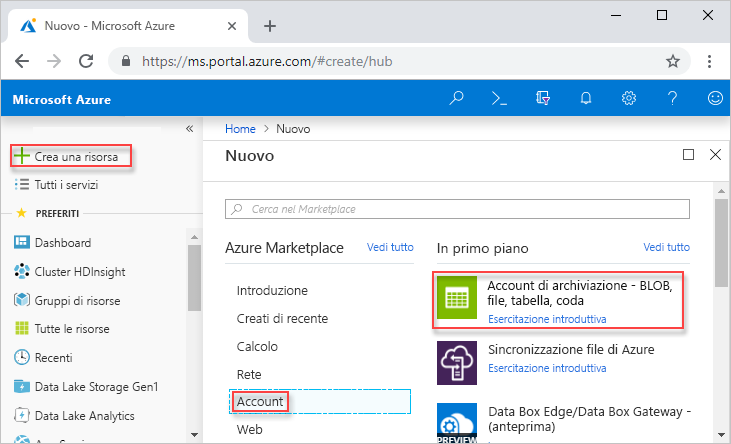 Nuovo - Microsoft Azure
https://ms.portal.azure.com/#create/hub
Microsoft Azure
Crea una risorsa
Tutti i servizi
PREFERITI
Dashboard
Cluster HDInsight
Gruppi di risorse
Tutte le risorse
Recenti
Data Lake Storage Gen1
Data Lake Analytics
Home > Nuovo
Nuovo
Cerca nel Marketplace
Azure Marketplace Vedi tutto
Introduzione
Creati di recente
Calcolo
Rete
Account
Web
In primo piano Vedi tutto
Account di archiviazione - BLOB,
file, tabella, coda
Esercitazione introduttiva
Sincronizzazione file di Azure
Esercitazione introduttiva
PREVIEW
Data Box Edge/Data Box Gateway -
(anteprima)